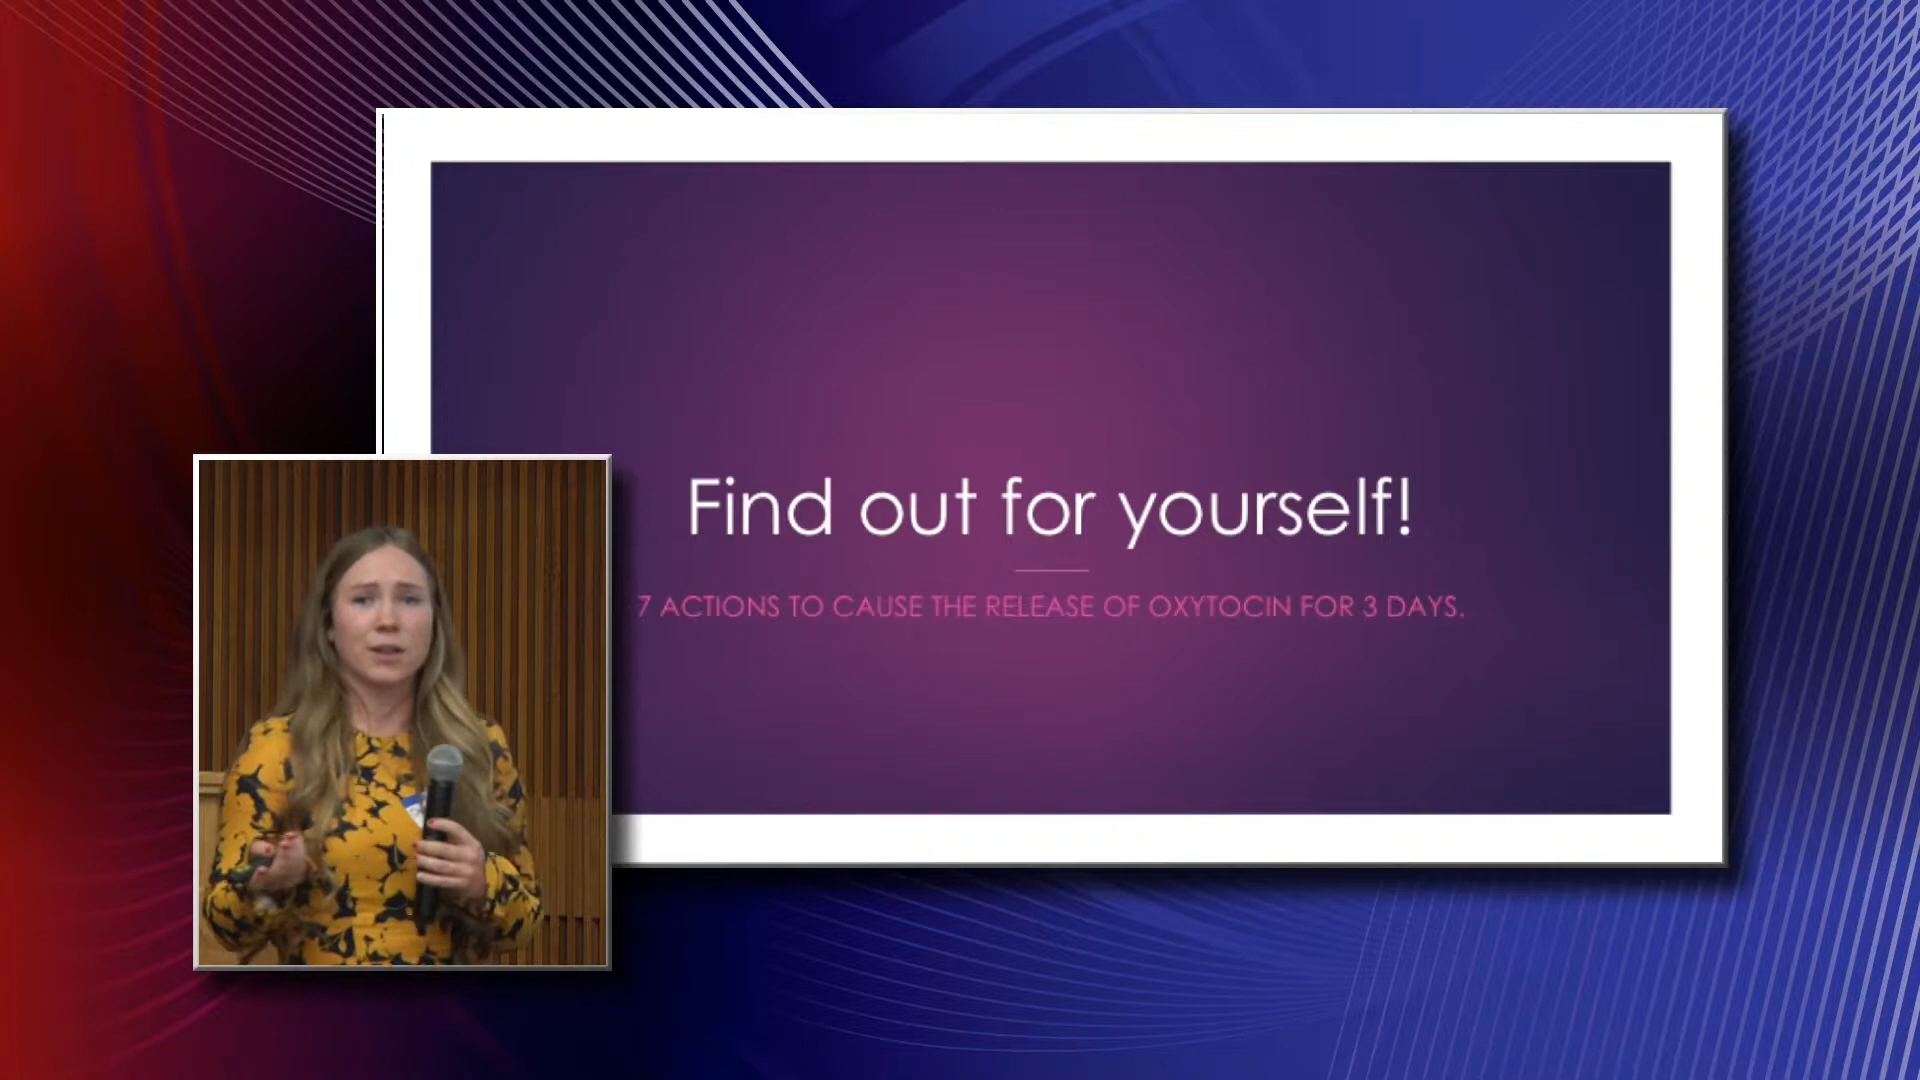 Find out for yourself!
7 ACTIONS TO CAUSE THE RELEASE OF OXYTOCIN FOR 3 DAYS.